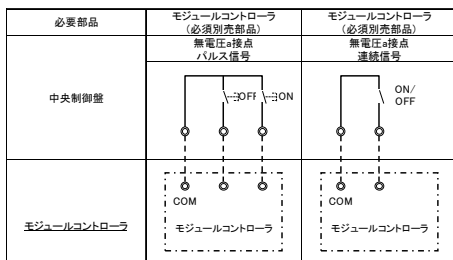 必要部品
モジュールコントローラ
(必須別売部品)
モジュールコントローラ
(必須別売部品)
無電圧a接点
パルス信号
無電圧a接点
連続信号
中央制御盤
OFF
ON
ON/
OFF
モジュールコントローラ
COM
モジュールコントローラ
COM
モジュールコントローラ